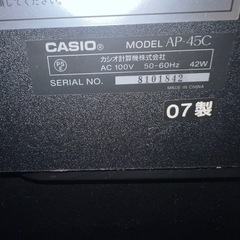 CASIO MODEL AP-45C
カシオ計算機株式会社
PS E AC 100V 50-60Hz 42W
SERIAL NO. 8101842
MADE IN CHINA
07製